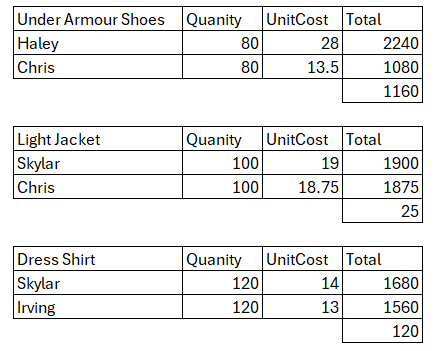 Under Armour Shoes Quanity UnitCost Total
Haley 80 28 2240
Chris 80 13.5 1080
1160
Light Jacket Quanity UnitCost Total
Skylar 100 19 1900
Chris 100 18.75 1875
25
Dress Shirt Quanity UnitCost Total
Skylar 120 14 1680
Irving 120 13 1560
120